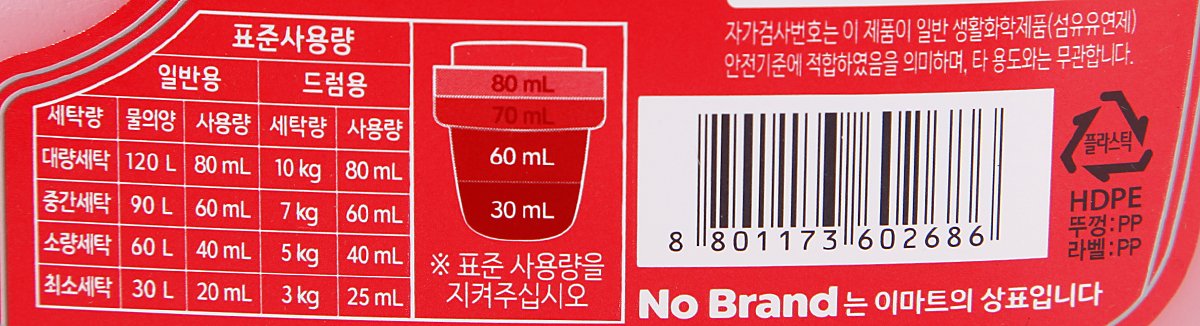 표준사용량
일반용 드럼용
세탁량 물의양 사용량 세탁량 사용량
대량세탁 120 L 80 mL 10 kg 80 mL
중간세탁 90 L 60 mL 7 kg 60 mL
소량세탁 60 L 40 mL 5 kg 40 mL
최소세탁 30 L 20 mL 3 kg 25 mL
80 mL
70 mL
60 mL
30 mL
※ 표준 사용량을
지켜주십시오
자가검사번호는 이 제품이 일반 생활화학제품(섬유유연제)
안전기준에 적합하였음을 의미하며, 타 용도와는 무관합니다.
8 801173 602686
플라스틱
HDPE
뚜껑:PP
라벨:PP
No Brand는 이마트의 상표입니다